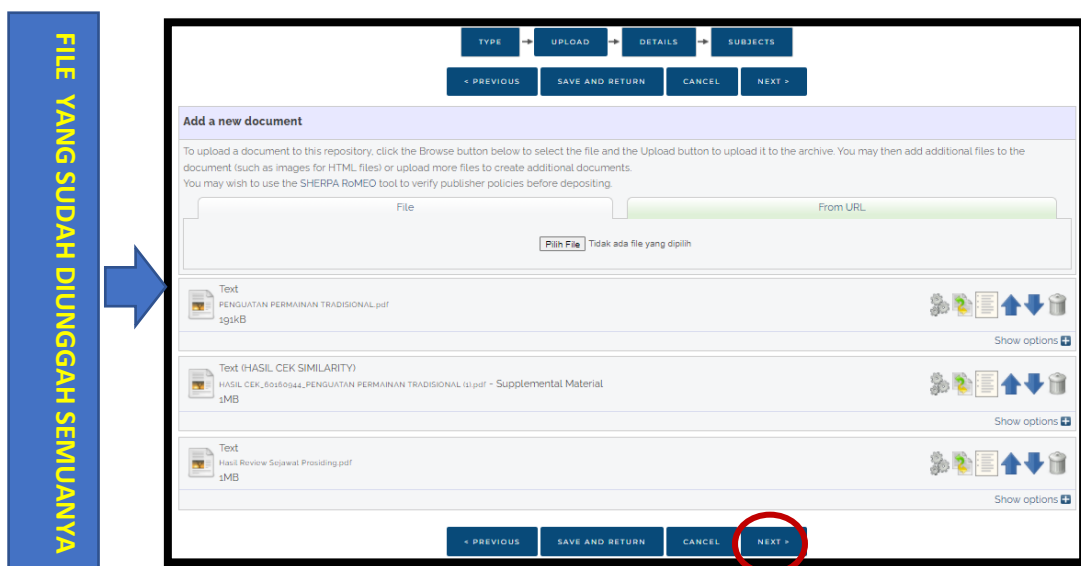 FILE YANG SUDAH DIUNGGAH SEMUANYA
TYPE UPLOAD DETAILS SUBJECTS
< PREVIOUS SAVE AND RETURN CANCEL NEXT >
Add a new document
To upload a document to this repository, click the Browse button below to select the file and the Upload button to upload it to the archive. You may then add additional files to the
document (such as images for HTML files) or upload more files to create additional documents.
You may wish to use the SHERPA RoMEO tool to verify publisher policies before depositing.
File From URL
Pilih File Tidak ada file yang dipilih
Text
PENGUATAN PERMAINAN TRADISIONAL.pdf
191kB
Show options
Text (HASIL CEK SIMILARITY)
HASIL CEK_60160944_PENGUATAN PERMAINAN TRADISIONAL (1).pdf - Supplemental Material
1MB
Show options
Text
Hasil Review Sejawat Prosiding.pdf
1MB
Show options
< PREVIOUS SAVE AND RETURN CANCEL NEXT >